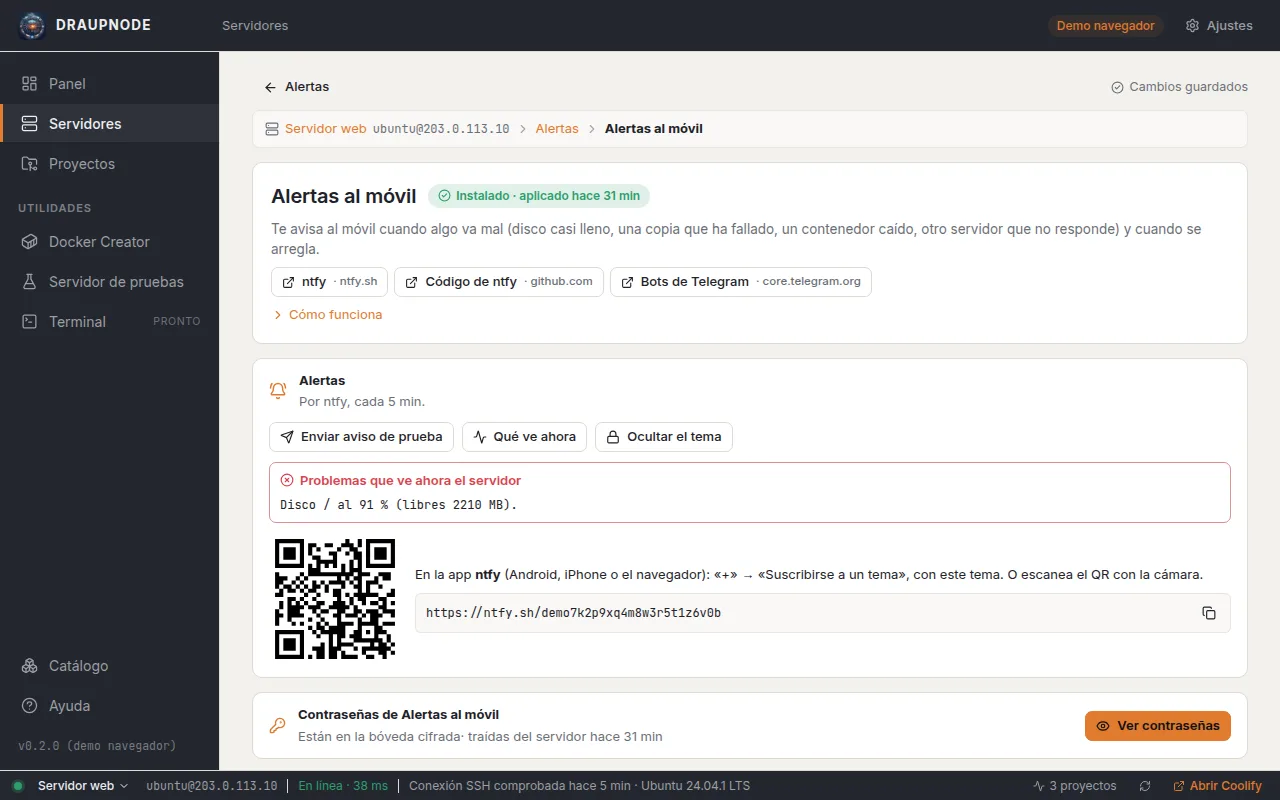 DRAUPNODE
Servidores
Demo navegador
Ajustes
Panel
Servidores
Proyectos
UTILIDADES
Docker Creator
Servidor de pruebas
Terminal PRONTO
Catálogo
Ayuda
v0.2.0 (demo navegador)
Alertas
Cambios guardados
Servidor web ubuntu@203.0.113.10 > Alertas > Alertas al móvil
Alertas al móvil
Instalado · aplicado hace 31 min
Te avisa al móvil cuando algo va mal (disco casi lleno, una copia que ha fallado, un contenedor caído, otro servidor que no responde) y cuando se
arregla.
ntfy · ntfy.sh
Código de ntfy · github.com
Bots de Telegram · core.telegram.org
Cómo funciona
Alertas
Por ntfy, cada 5 min.
Enviar aviso de prueba
Qué ve ahora
Ocultar el tema
Problemas que ve ahora el servidor
Disco / al 91 % (libres 2210 MB).
En la app ntfy (Android, iPhone o el navegador): «+» → «Suscribirse a un tema», con este tema. O escanea el QR con la cámara.
https://ntfy.sh/demo7k2p9xq4m8w3r5t1z6v0b
Contraseñas de Alertas al móvil
Están en la bóveda cifrada· traídas del servidor hace 31 min
Ver contraseñas
Servidor web ubuntu@203.0.113.10 | En línea · 38 ms | Conexión SSH comprobada hace 5 min · Ubuntu 24.04.1 LTS
3 proyectos
Abrir Coolify